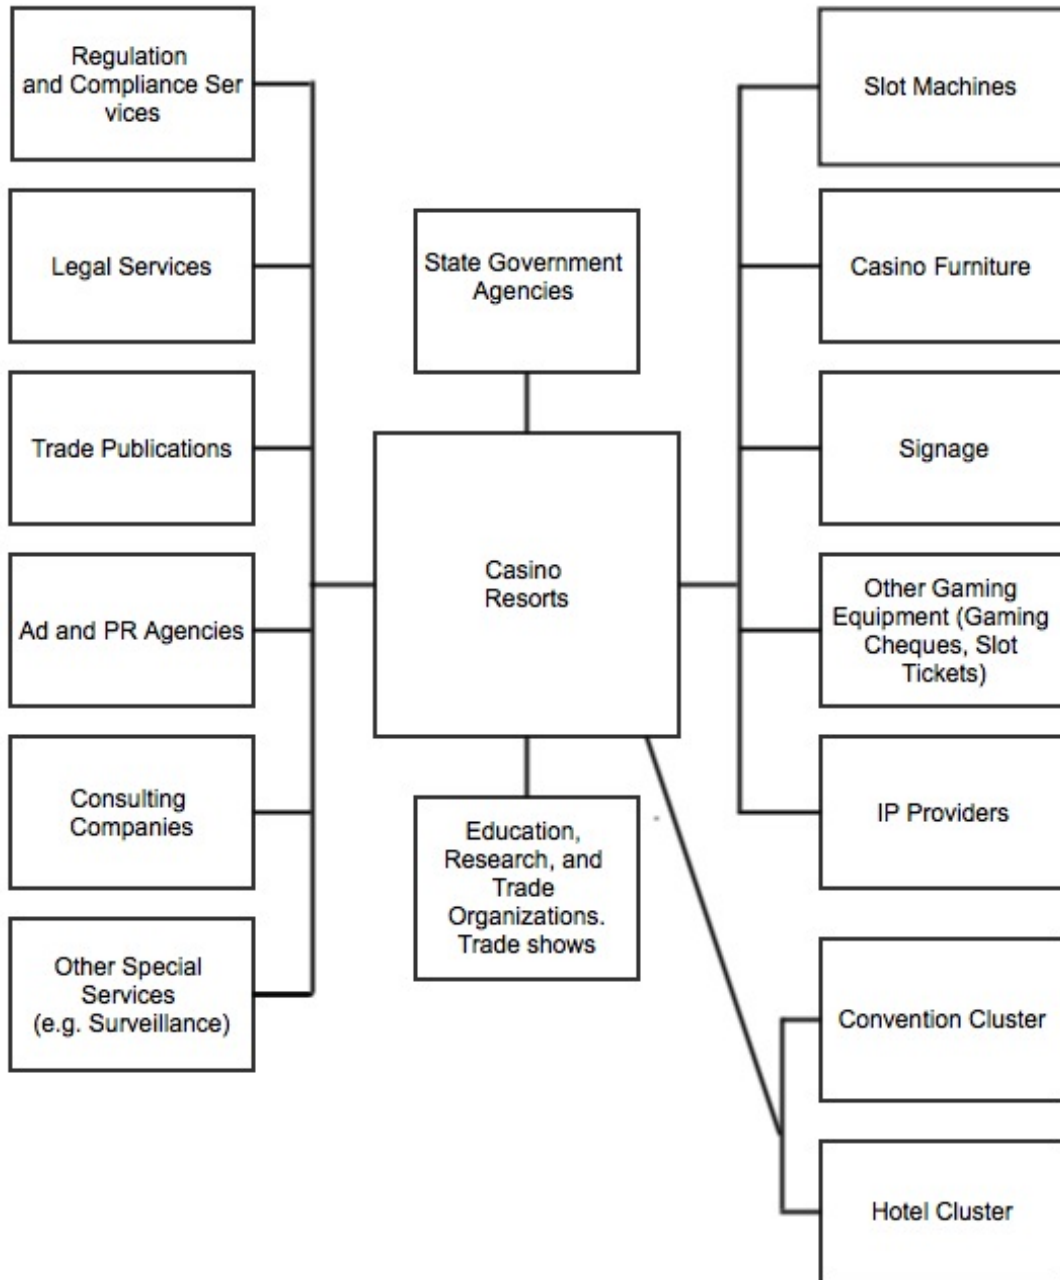 Regulation
and Compliance Ser
vices
Legal Services
Trade Publications
Ad and PR Agencies
Consulting
Companies
Other Special
Services
(e.g. Surveillance)
State Government
Agencies
Casino
Resorts
Education,
Research, and
Trade
Organizations.
Trade shows
Slot Machines
Casino Furniture
Signage
Other Gaming
Equipment (Gaming
Cheques, Slot
Tickets)
IP Providers
Convention Cluster
Hotel Cluster